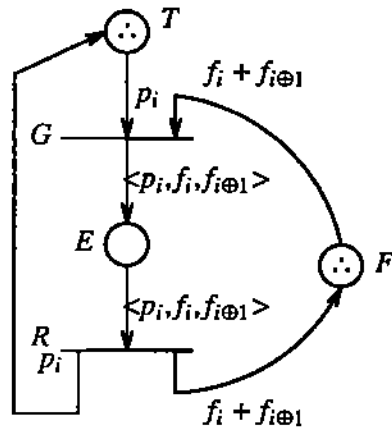 T
f_i + f_{i⊕1}
p_i
G
<p_i, f_i, f_{i⊕1}>
E
F
<p_i, f_i, f_{i⊕1}>
R
p_i
f_i + f_{i⊕1}